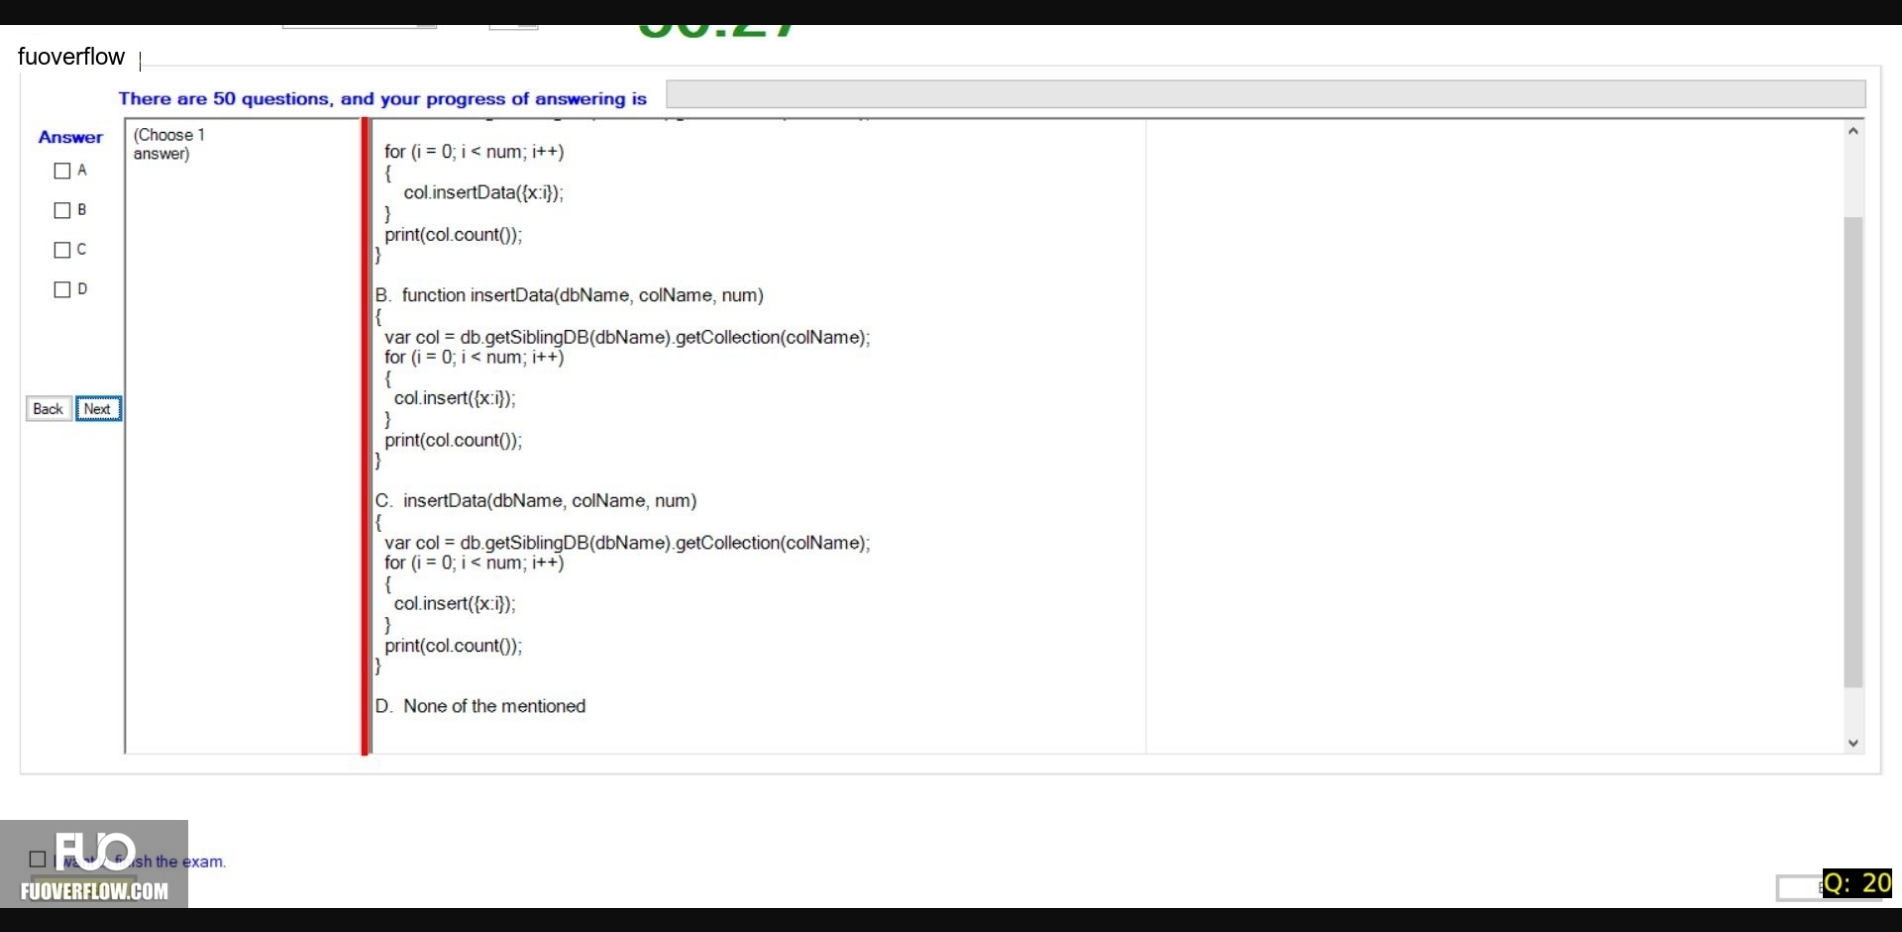 fuoverflow
There are 50 questions, and your progress of answering is
Answer
A
B
C
D
Back Next
(Choose 1
answer)
for (i = 0; i < num; i++)
{
col.insertData({x:i});
}
print(col.count());
}
B. function insertData(dbName, colName, num)
{
var col = db.getSiblingDB(dbName).getCollection(colName);
for (i = 0; i < num; i++)
{
col.insert({x:i});
}
print(col.count());
}
C. insertData(dbName, colName, num)
{
var col = db.getSiblingDB(dbName).getCollection(colName);
for (i = 0; i < num; i++)
{
col.insert({x:i});
}
print(col.count());
}
D. None of the mentioned
FUO
the exam.
FUOVERFLOW.COM
Q: 20